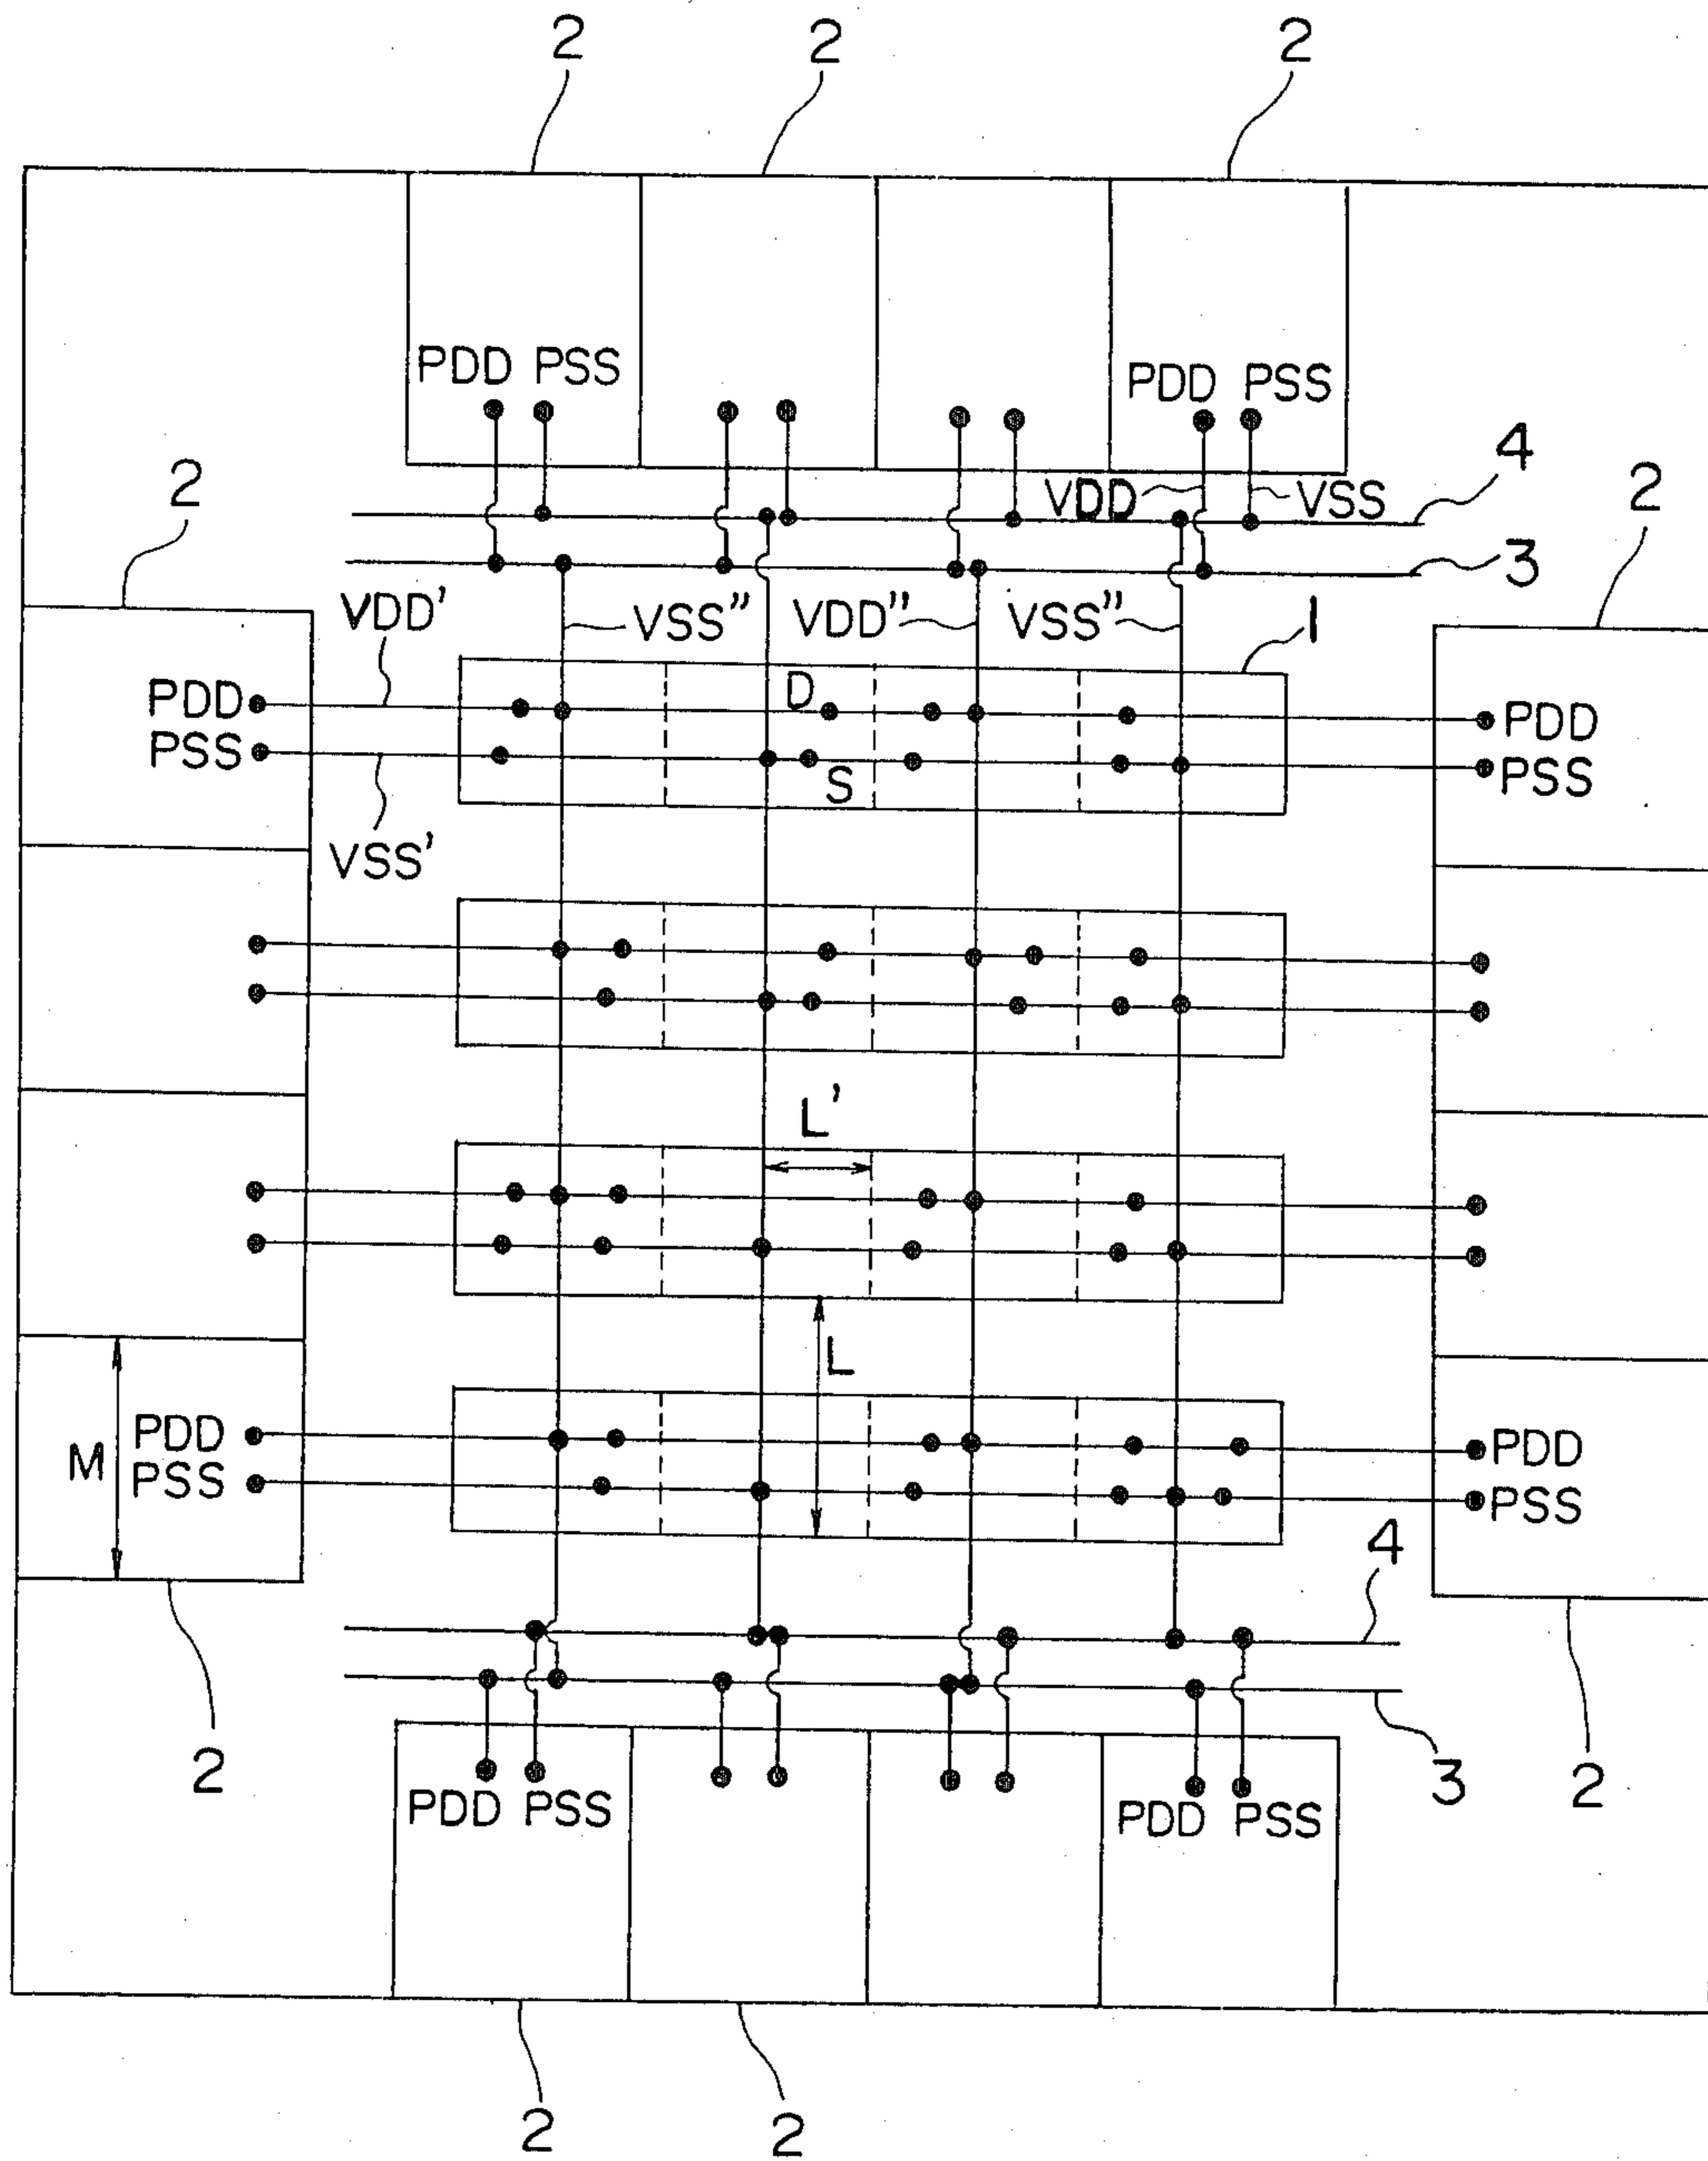 2 2 2
PDD PSS PDD PSS
4
2 VDD VSS 2
3
VDD' VSS" VDD" VSS" 1
PDD D PDD
PSS S PSS
VSS'
L'
L
M PDD PDD
PSS PSS
4
2 3 2
PDD PSS PDD PSS
2 2